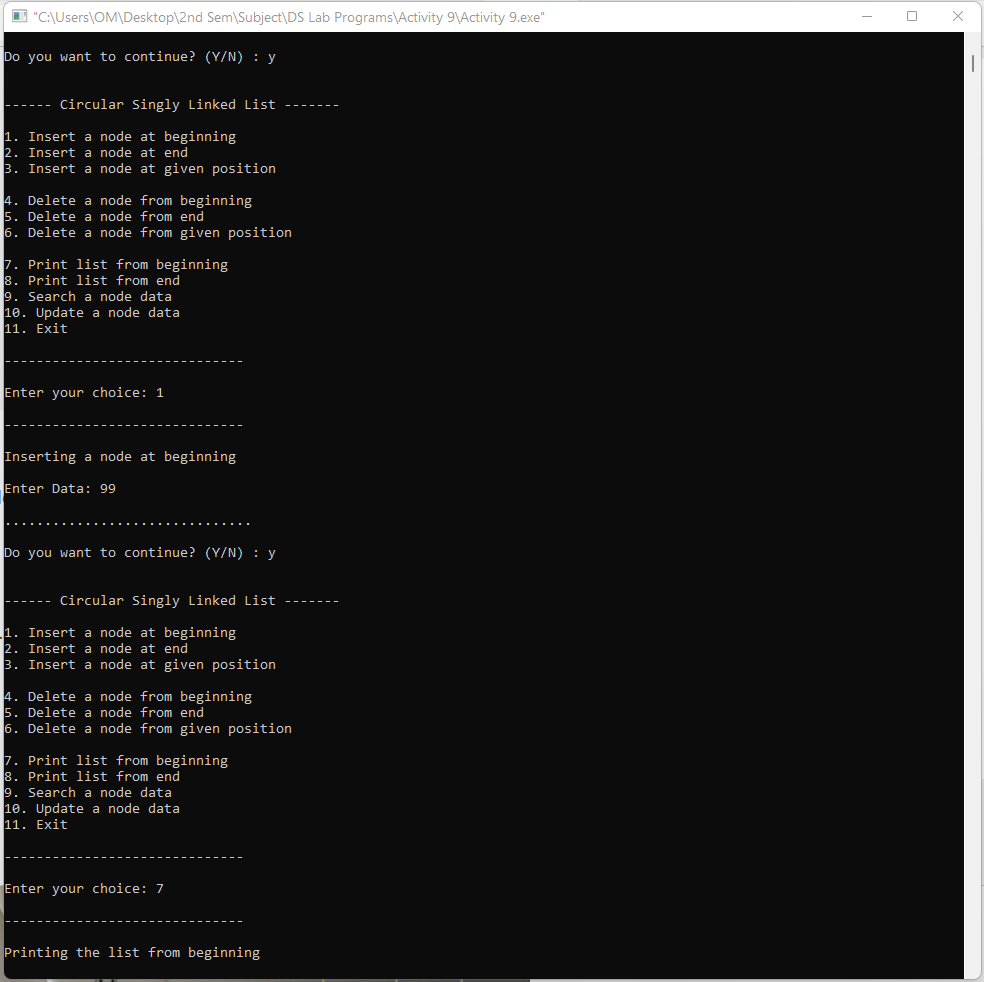 "C:\Users\OM\Desktop\2nd Sem\Subject\DS Lab Programs\Activity 9\Activity 9.exe"
Do you want to continue? (Y/N) : y
------ Circular Singly Linked List -------
1. Insert a node at beginning
2. Insert a node at end
3. Insert a node at given position
4. Delete a node from beginning
5. Delete a node from end
6. Delete a node from given position
7. Print list from beginning
8. Print list from end
9. Search a node data
10. Update a node data
11. Exit
------------------------------
Enter your choice: 1
------------------------------
Inserting a node at beginning
Enter Data: 99
...............................
Do you want to continue? (Y/N) : y
------ Circular Singly Linked List -------
1. Insert a node at beginning
2. Insert a node at end
3. Insert a node at given position
4. Delete a node from beginning
5. Delete a node from end
6. Delete a node from given position
7. Print list from beginning
8. Print list from end
9. Search a node data
10. Update a node data
11. Exit
------------------------------
Enter your choice: 7
------------------------------
Printing the list from beginning